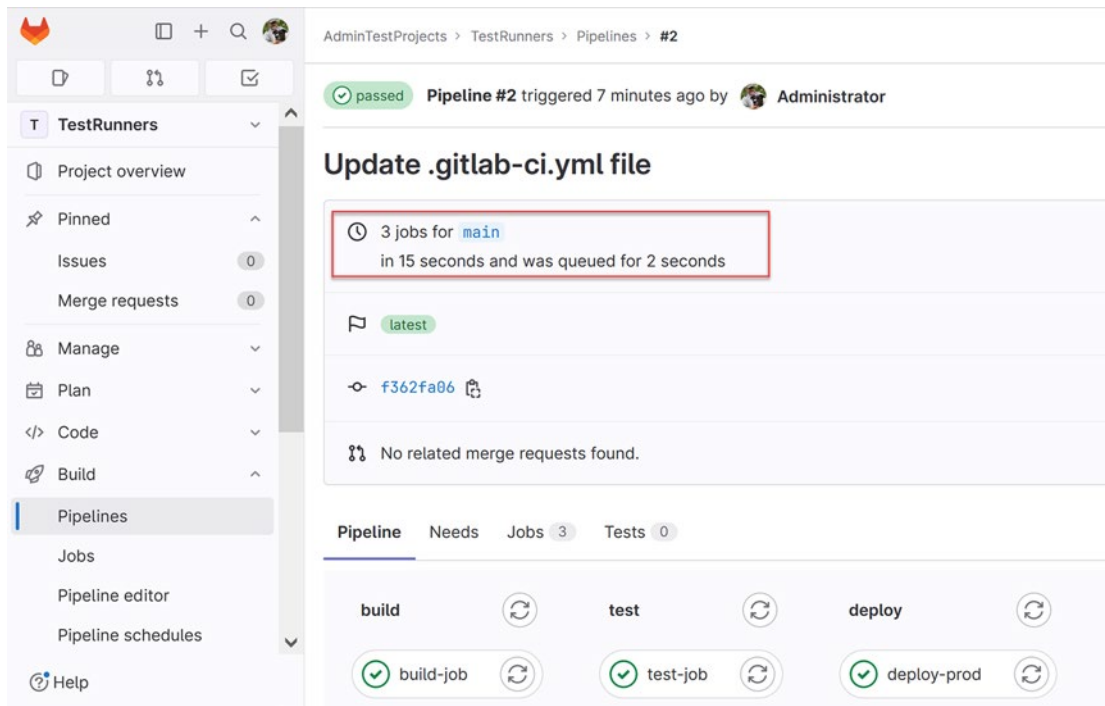 AdminTestProjects > TestRunners > Pipelines > #2
T TestRunners
Project overview
Pinned
Issues 0
Merge requests 0
Manage
Plan
Code
Build
Pipelines
Jobs
Pipeline editor
Pipeline schedules
Help
passed Pipeline #2 triggered 7 minutes ago by Administrator
Update .gitlab-ci.yml file
3 jobs for main
in 15 seconds and was queued for 2 seconds
latest
f362fa06
No related merge requests found.
Pipeline Needs Jobs 3 Tests 0
build test deploy
build-job test-job deploy-prod